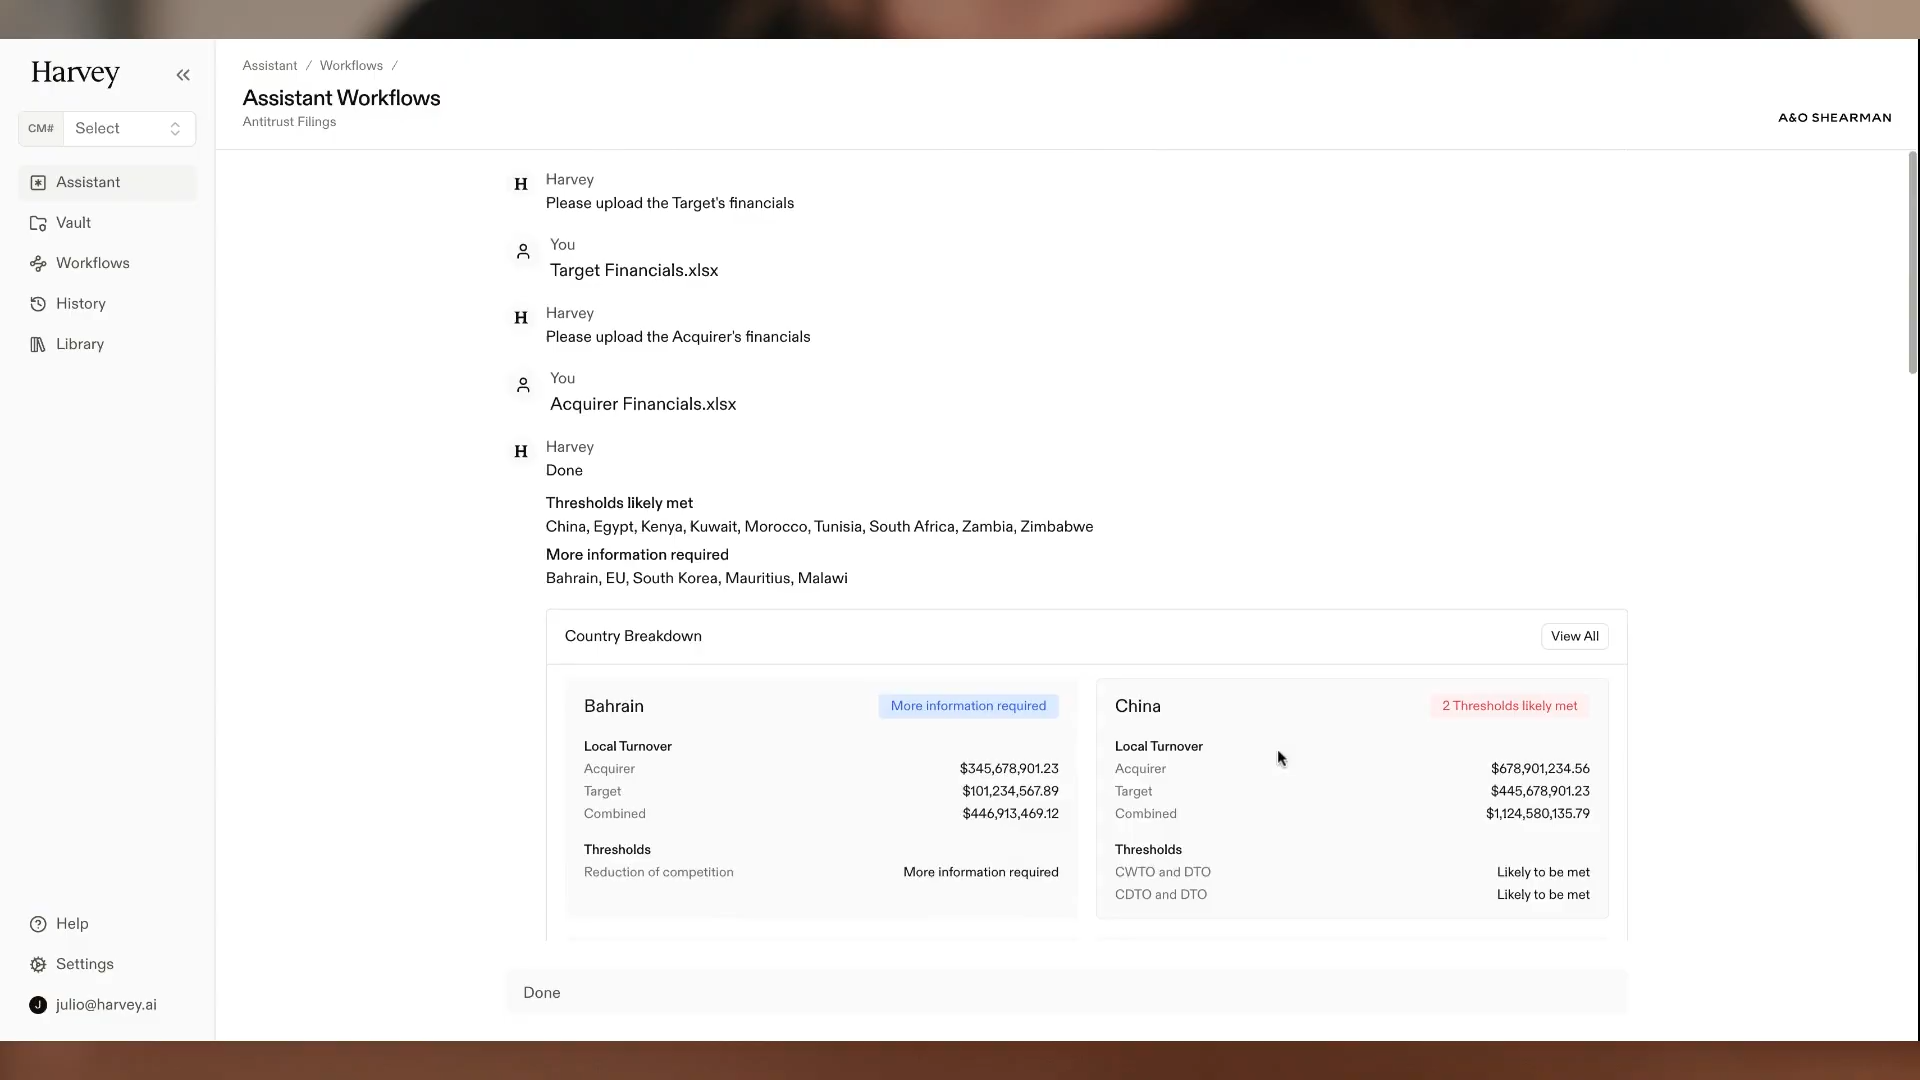 Harvey
CM# Select
Assistant
Vault
Workflows
History
Library
Help
Settings
J julio@harvey.ai
Assistant / Workflows /
Assistant Workflows
Antitrust Filings
A&O SHEARMAN
H Harvey
Please upload the Target's financials
You
Target Financials.xlsx
H Harvey
Please upload the Acquirer's financials
You
Acquirer Financials.xlsx
H Harvey
Done
Thresholds likely met
China, Egypt, Kenya, Kuwait, Morocco, Tunisia, South Africa, Zambia, Zimbabwe
More information required
Bahrain, EU, South Korea, Mauritius, Malawi
Country Breakdown View All
Bahrain More information required
Local Turnover
Acquirer $345,678,901.23
Target $101,234,567.89
Combined $446,913,469.12
Thresholds
Reduction of competition More information required
China 2 Thresholds likely met
Local Turnover
Acquirer $678,901,234.56
Target $445,678,901.23
Combined $1,124,580,135.79
Thresholds
CWTO and DTO Likely to be met
CDTO and DTO Likely to be met
Done